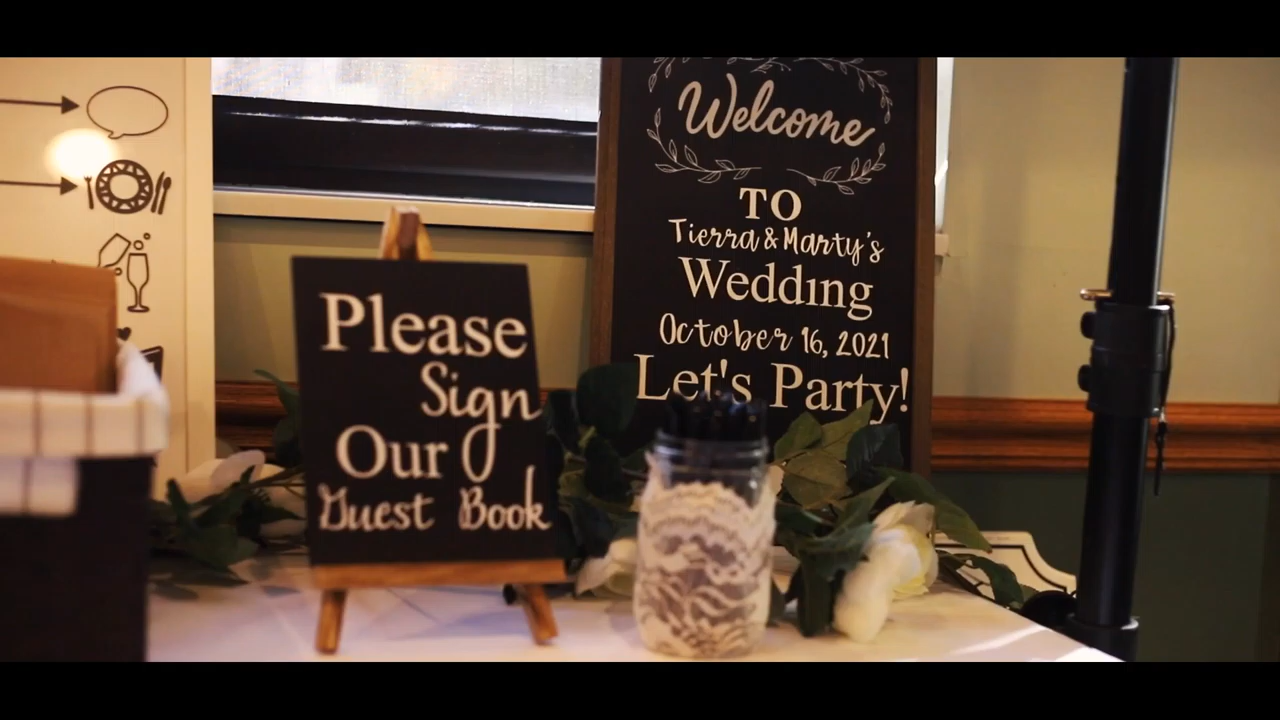 Please
Sign
Our
Guest Book
Welcome
TO
Tierra & Marty's
Wedding
October 16, 2021
Let's Party!